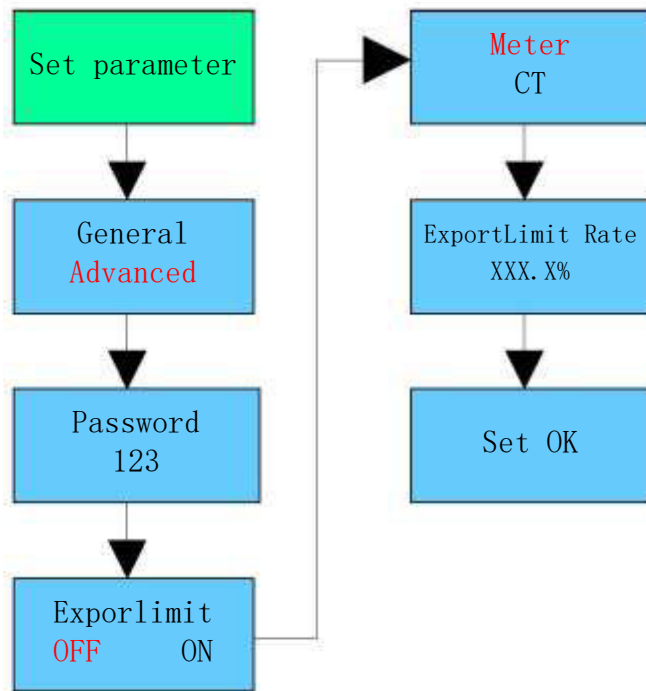 Set parameter
General
Advanced
Password
123
Exporlimit
OFF ON
Meter
CT
ExportLimit Rate
XXX.X%
Set OK